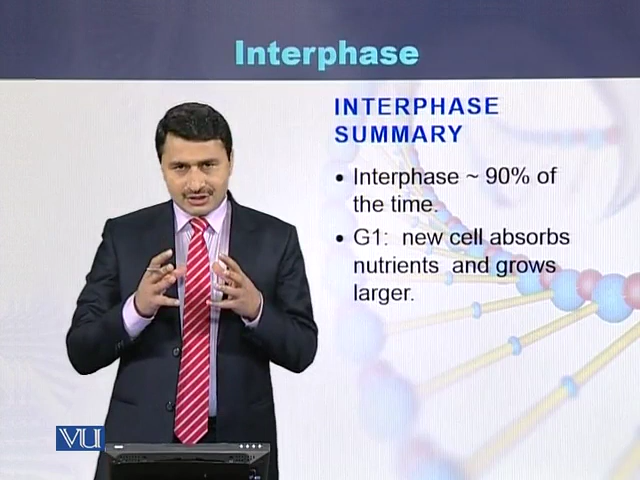 Interphase
INTERPHASE
SUMMARY
• Interphase ~ 90% of
the time.
• G1: new cell absorbs
nutrients and grows
larger.
VU